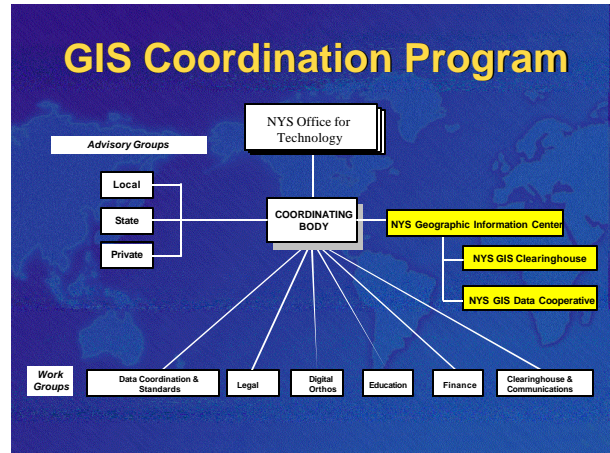 GIS Coordination Program
NYS Office for
Technology
Advisory Groups
Local
State
Private
COORDINATING
BODY
NYS Geographic Information Center
NYS GIS Clearinghouse
NYS GIS Data Cooperative
Work
Groups
Data Coordination &
Standards
Legal
Digital
Orthos
Education
Finance
Clearinghouse &
Communications